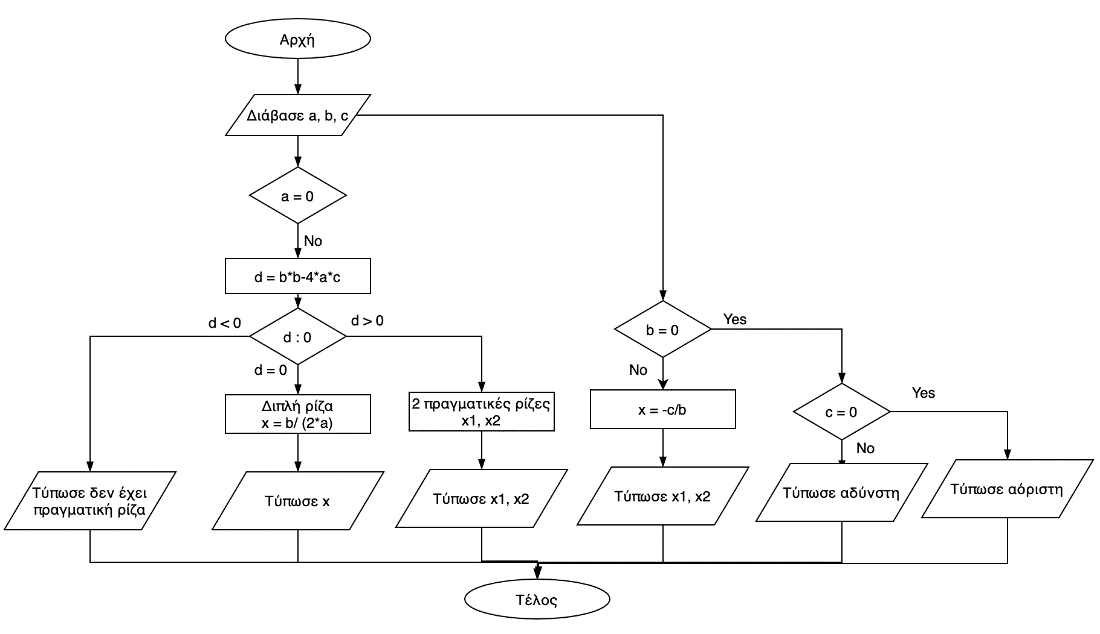 Αρχή
Διάβασε a, b, c
a = 0
No
d = b*b-4*a*c
d < 0
d : 0
d > 0
d = 0
Διπλή ρίζα
x = b/ (2*a)
2 πραγματικές ρίζες
x1, x2
b = 0
Yes
No
x = -c/b
c = 0
Yes
No
Τύπωσε δεν έχει
πραγματική ρίζα
Τύπωσε x
Τύπωσε x1, x2
Τύπωσε x1, x2
Τύπωσε αδύνστη
Τύπωσε αόριστη
Τέλος